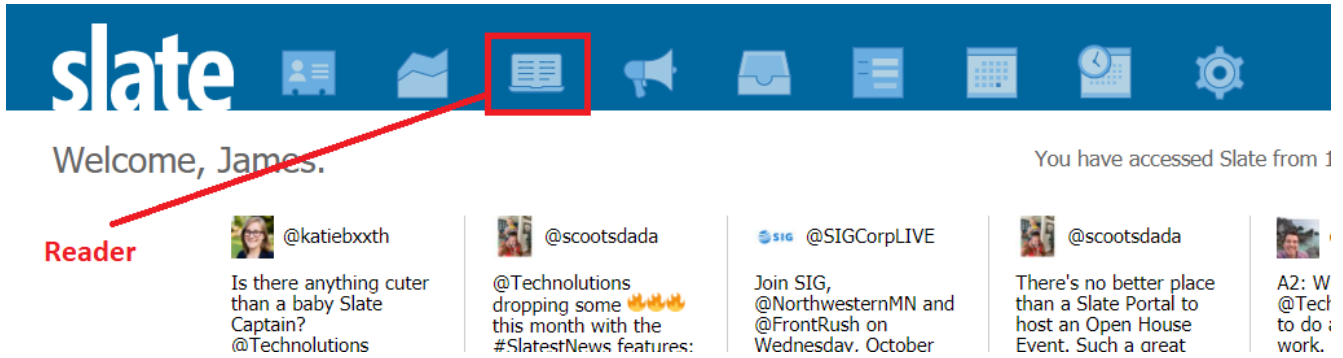 slate
Welcome, James.
You have accessed Slate from 1
Reader
@katiebxxth
Is there anything cuter
than a baby Slate
Captain?
@Technolutions
@scootsdada
@Technolutions
dropping some 🔥🔥🔥
this month with the
#SlatestNews features:
SIG @SIGCorpLIVE
Join SIG,
@NorthwesternMN and
@FrontRush on
Wednesday, October
@scootsdada
There's no better place
than a Slate Portal to
host an Open House
Event. Such a great
A2: W
@Tech
to do a
work.